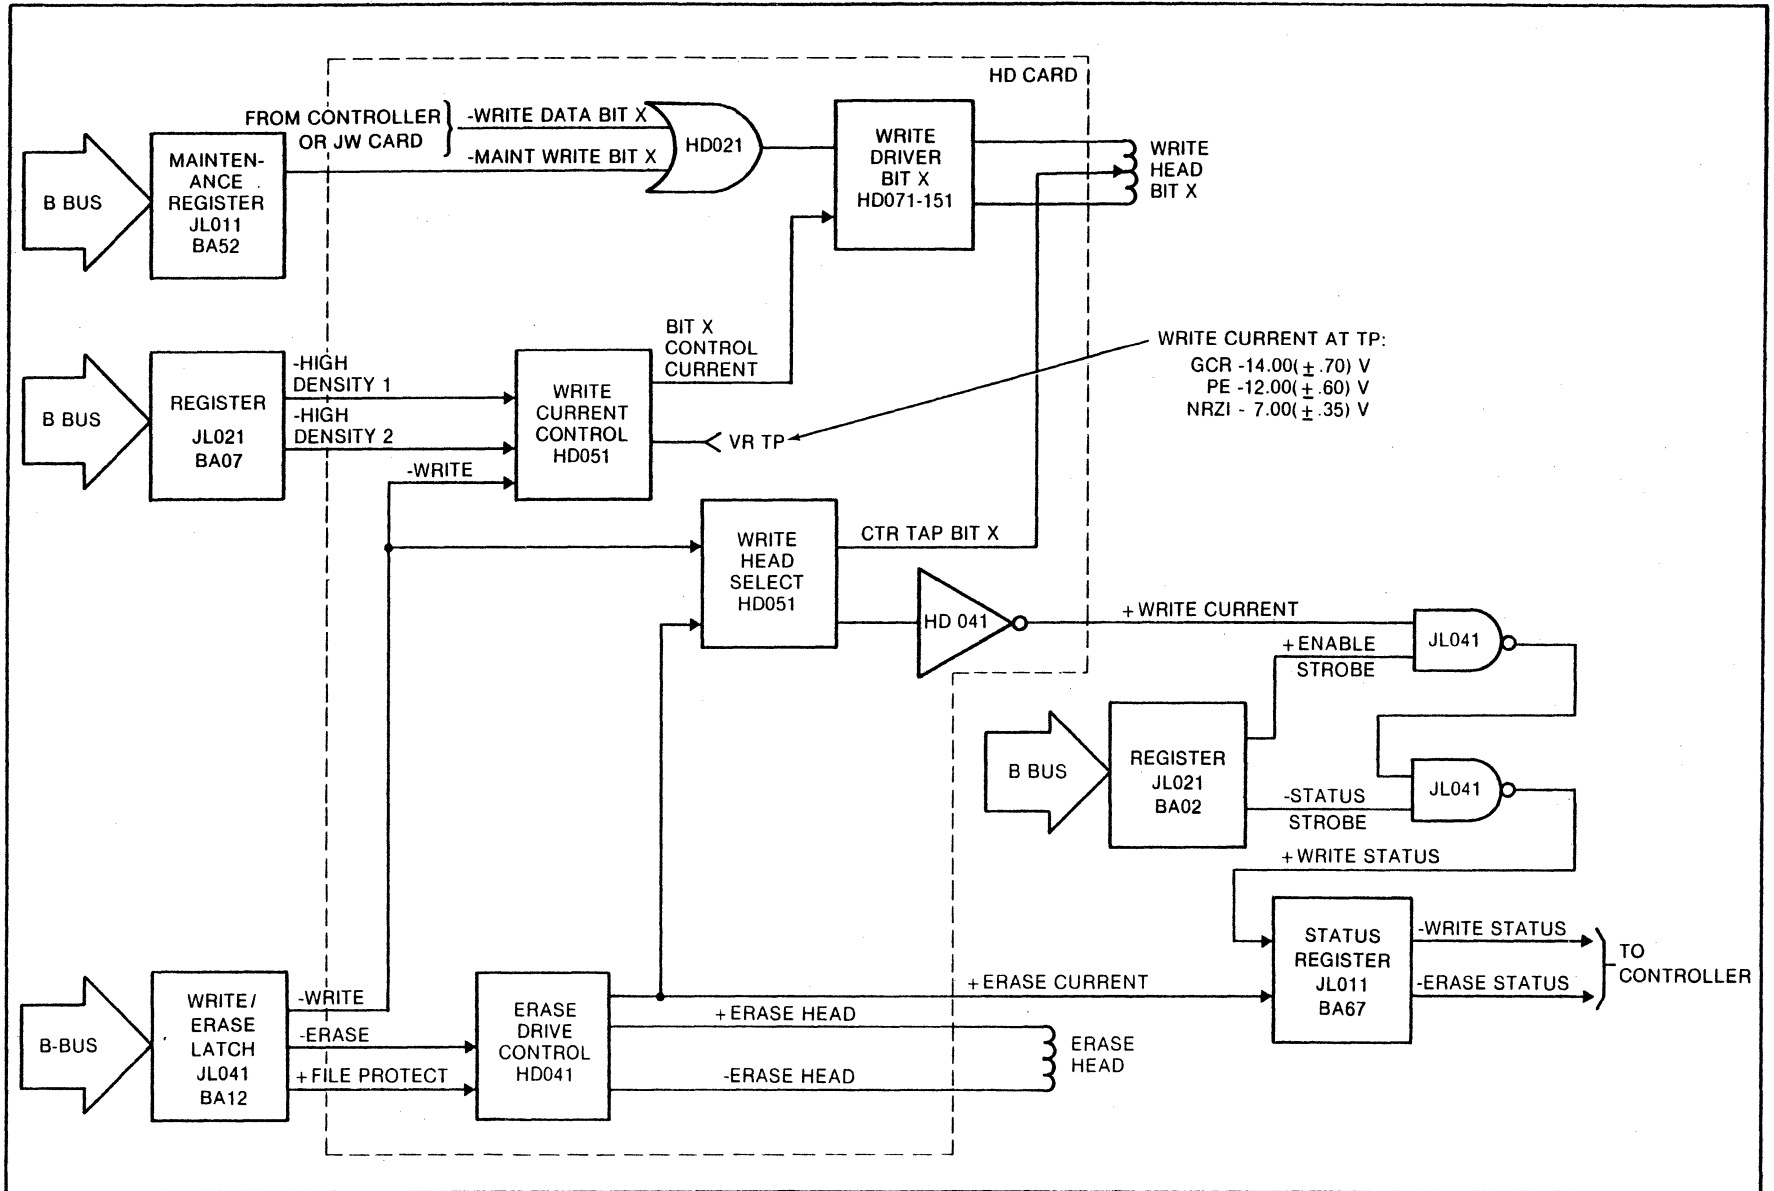 HD CARD
FROM CONTROLLER
OR JW CARD
-WRITE DATA BIT X
-MAINT WRITE BIT X
HD021
WRITE
DRIVER
BIT X
HD071-151
WRITE
HEAD
BIT X
B BUS
MAINTEN-
ANCE
REGISTER
JL011
BA52
B BUS
REGISTER
JL021
BA07
-HIGH
DENSITY 1
-HIGH
DENSITY 2
-WRITE
WRITE
CURRENT
CONTROL
HD051
BIT X
CONTROL
CURRENT
VR TP
WRITE CURRENT AT TP:
GCR -14.00(± .70) V
PE -12.00(± .60) V
NRZI - 7.00(± .35) V
WRITE
HEAD
SELECT
HD051
CTR TAP BIT X
HD 041
+ WRITE CURRENT
+ ENABLE
STROBE
JL041
B BUS
REGISTER
JL021
BA02
-STATUS
STROBE
JL041
+ WRITE STATUS
STATUS
REGISTER
JL011
BA67
-WRITE STATUS
-ERASE STATUS
TO
CONTROLLER
B-BUS
WRITE/
ERASE
LATCH
JL041
BA12
-WRITE
-ERASE
+ FILE PROTECT
ERASE
DRIVE
CONTROL
HD041
+ ERASE CURRENT
+ ERASE HEAD
-ERASE HEAD
ERASE
HEAD